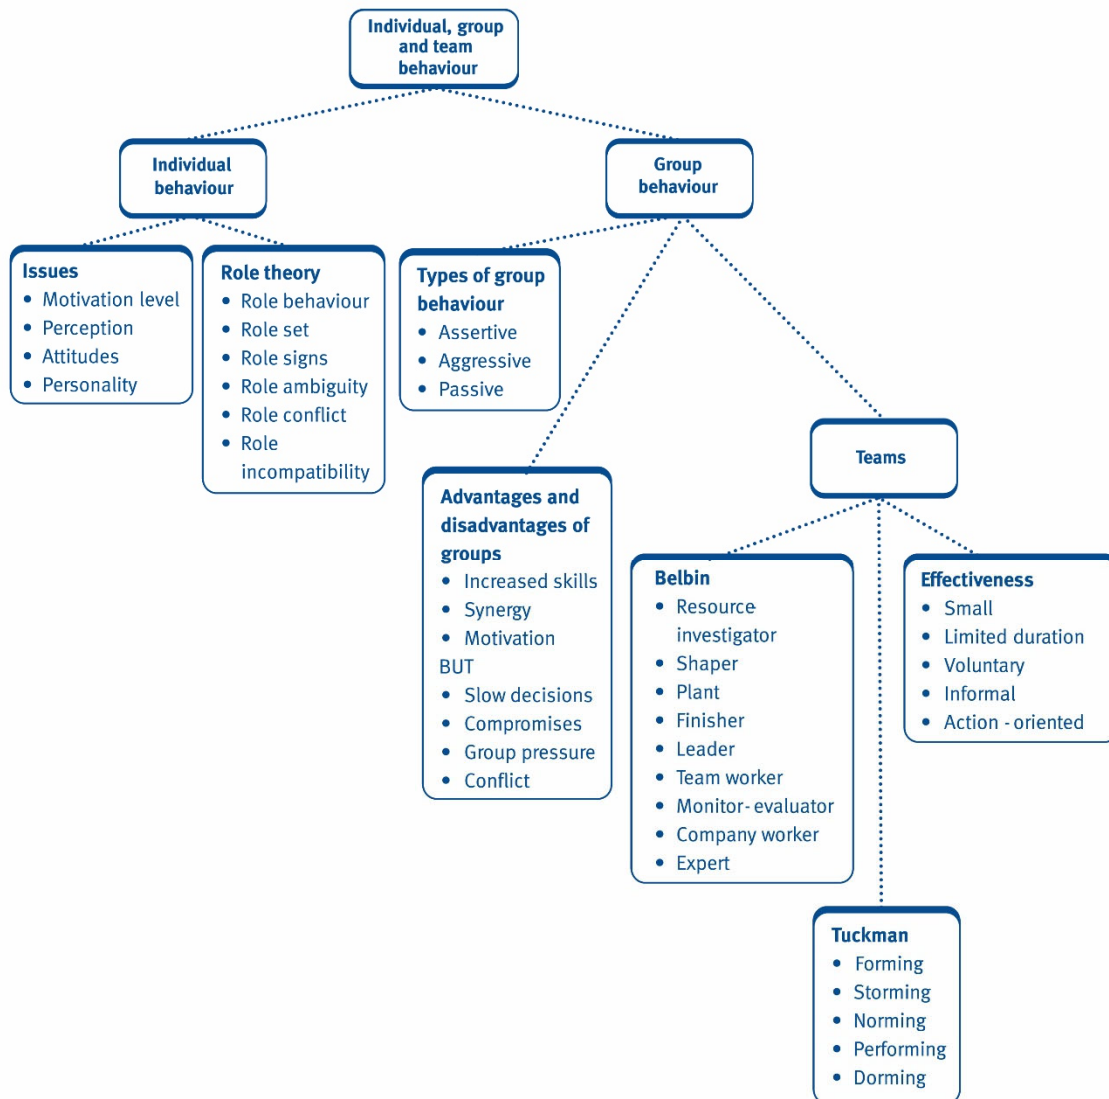 Individual, group
and team
behaviour
Individual
behaviour
Group
behaviour
Issues
• Motivation level
• Perception
• Attitudes
• Personality
Role theory
• Role behaviour
• Role set
• Role signs
• Role ambiguity
• Role conflict
• Role
incompatibility
Types of group
behaviour
• Assertive
• Aggressive
• Passive
Teams
Advantages and
disadvantages of
groups
• Increased skills
• Synergy
• Motivation
BUT
• Slow decisions
• Compromises
• Group pressure
• Conflict
Belbin
• Resource
investigator
• Shaper
• Plant
• Finisher
• Leader
• Team worker
• Monitor- evaluator
• Company worker
• Expert
Effectiveness
• Small
• Limited duration
• Voluntary
• Informal
• Action - oriented
Tuckman
• Forming
• Storming
• Norming
• Performing
• Dorming